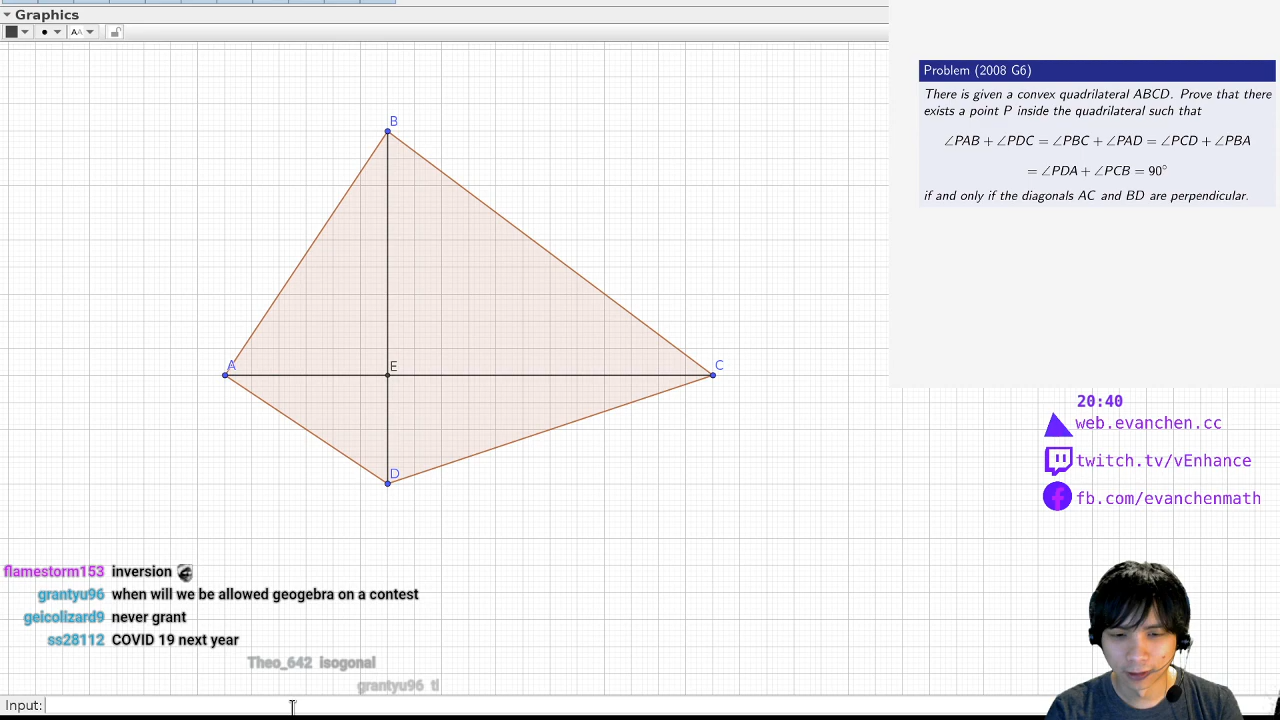 Graphics
AA
Problem (2008 G6)
There is given a convex quadrilateral ABCD. Prove that there
exists a point P inside the quadrilateral such that
∠PAB + ∠PDC = ∠PBC + ∠PAD = ∠PCD + ∠PBA
= ∠PDA + ∠PCB = 90°
if and only if the diagonals AC and BD are perpendicular.
B
A
E
C
D
20:40
web.evanchen.cc
twitch.tv/vEnhance
fb.com/evanchenmath
flamestorm153 inversion
grantyu96 when will we be allowed geogebra on a contest
geicolizard9 never grant
ss28112 COVID 19 next year
Theo_642 isogonal
grantyu96
Input: